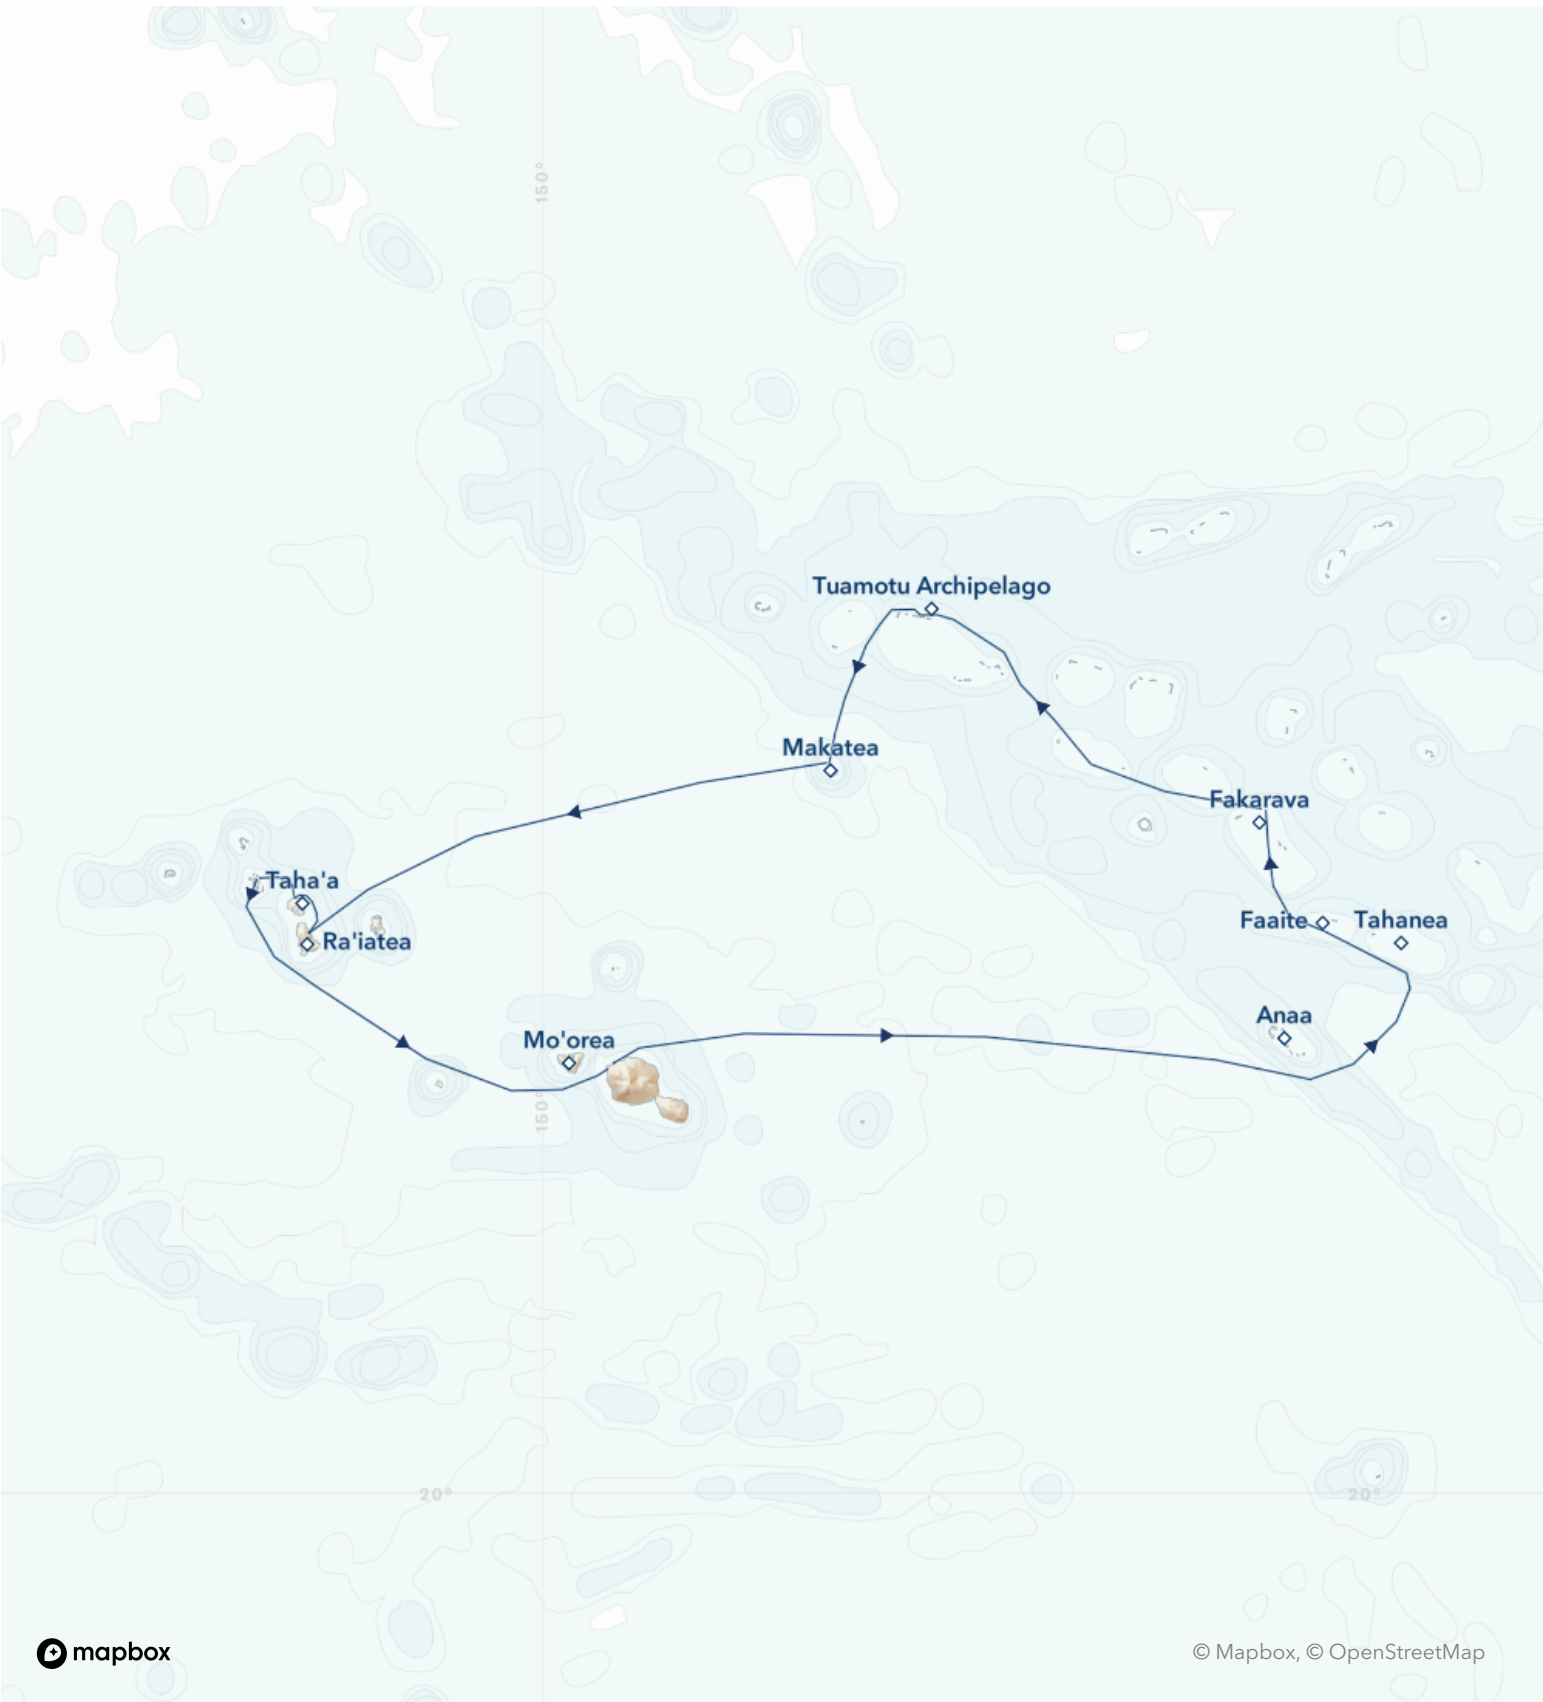 150°
Tuamotu Archipelago
Makatea
Fakarava
Taha'a
Faaite
Tahanea
Ra'iatea
Anaa
Mo'orea
150°
20°
20°
mapbox
© Mapbox, © OpenStreetMap